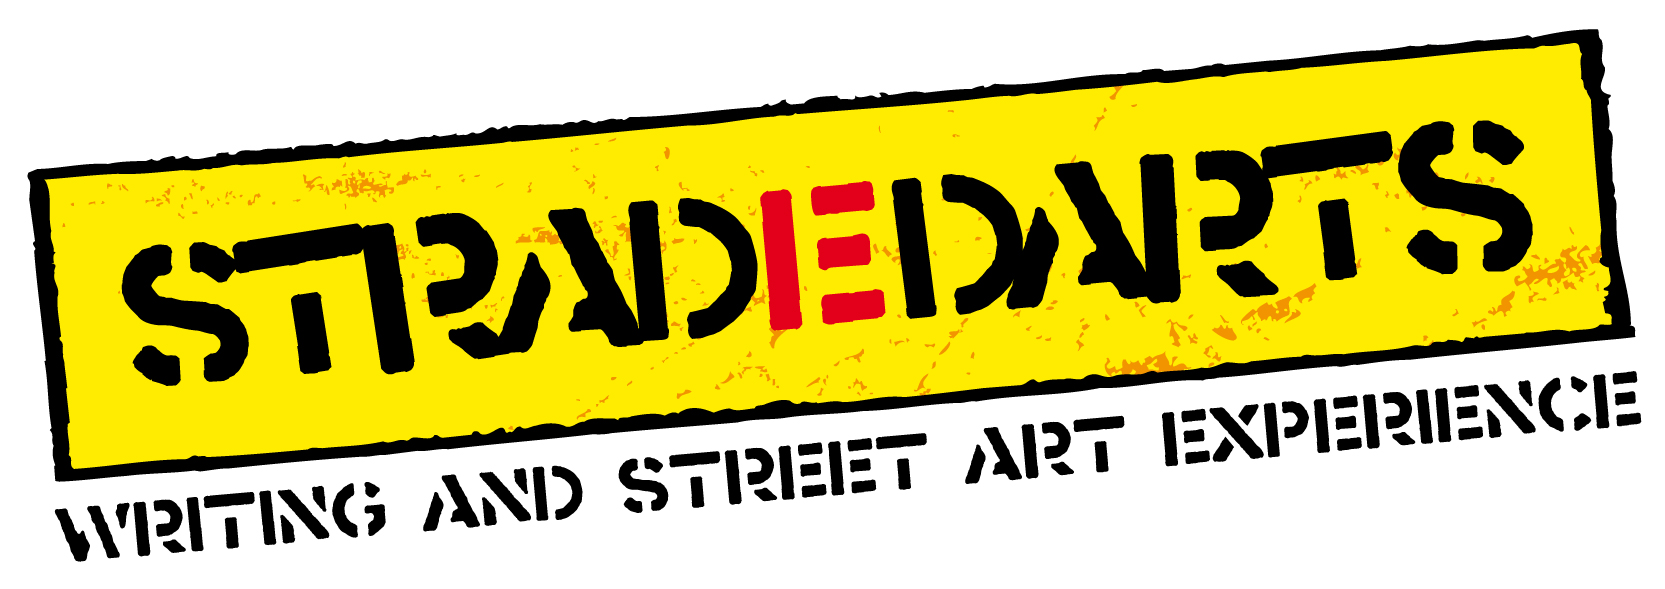 STRADEDARTS
WRITING AND STREET ART EXPERIENCE